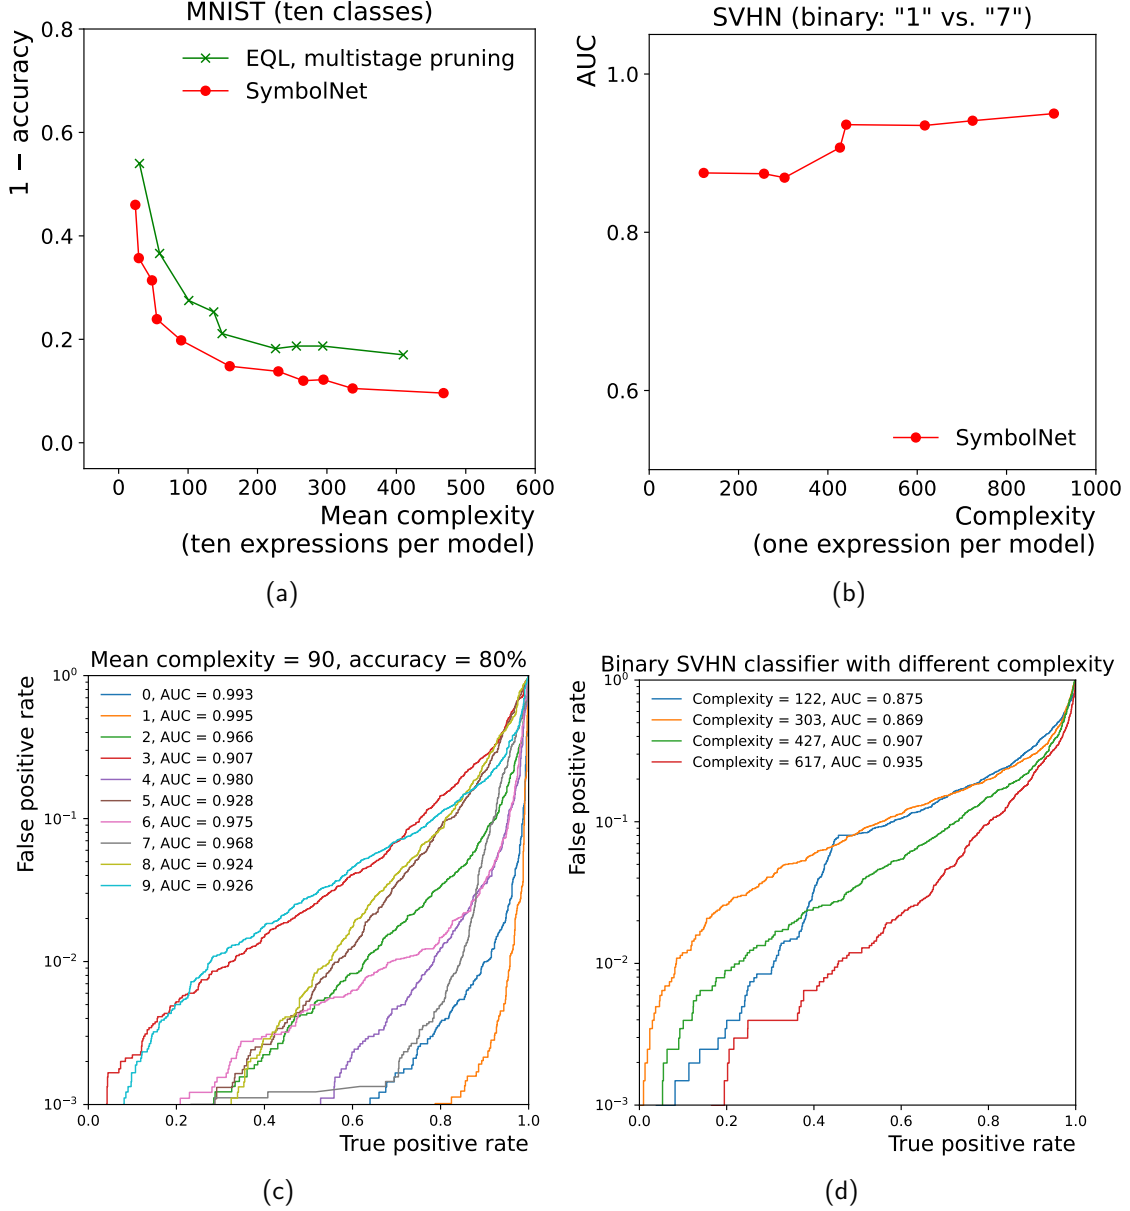 MNIST (ten classes)
1 − accuracy
0.8
0.6
0.4
0.2
0.0
EQL, multistage pruning
SymbolNet
0 100 200 300 400 500 600
Mean complexity
(ten expressions per model)
(a)
SVHN (binary: "1" vs. "7")
AUC
1.0
0.8
0.6
SymbolNet
0 200 400 600 800 1000
Complexity
(one expression per model)
(b)
Mean complexity = 90, accuracy = 80%
False positive rate
10⁰
10⁻¹
10⁻²
10⁻³
0, AUC = 0.993
1, AUC = 0.995
2, AUC = 0.966
3, AUC = 0.907
4, AUC = 0.980
5, AUC = 0.928
6, AUC = 0.975
7, AUC = 0.968
8, AUC = 0.924
9, AUC = 0.926
0.0 0.2 0.4 0.6 0.8 1.0
True positive rate
(c)
Binary SVHN classifier with different complexity
False positive rate
10⁰
10⁻¹
10⁻²
10⁻³
Complexity = 122, AUC = 0.875
Complexity = 303, AUC = 0.869
Complexity = 427, AUC = 0.907
Complexity = 617, AUC = 0.935
0.0 0.2 0.4 0.6 0.8 1.0
True positive rate
(d)